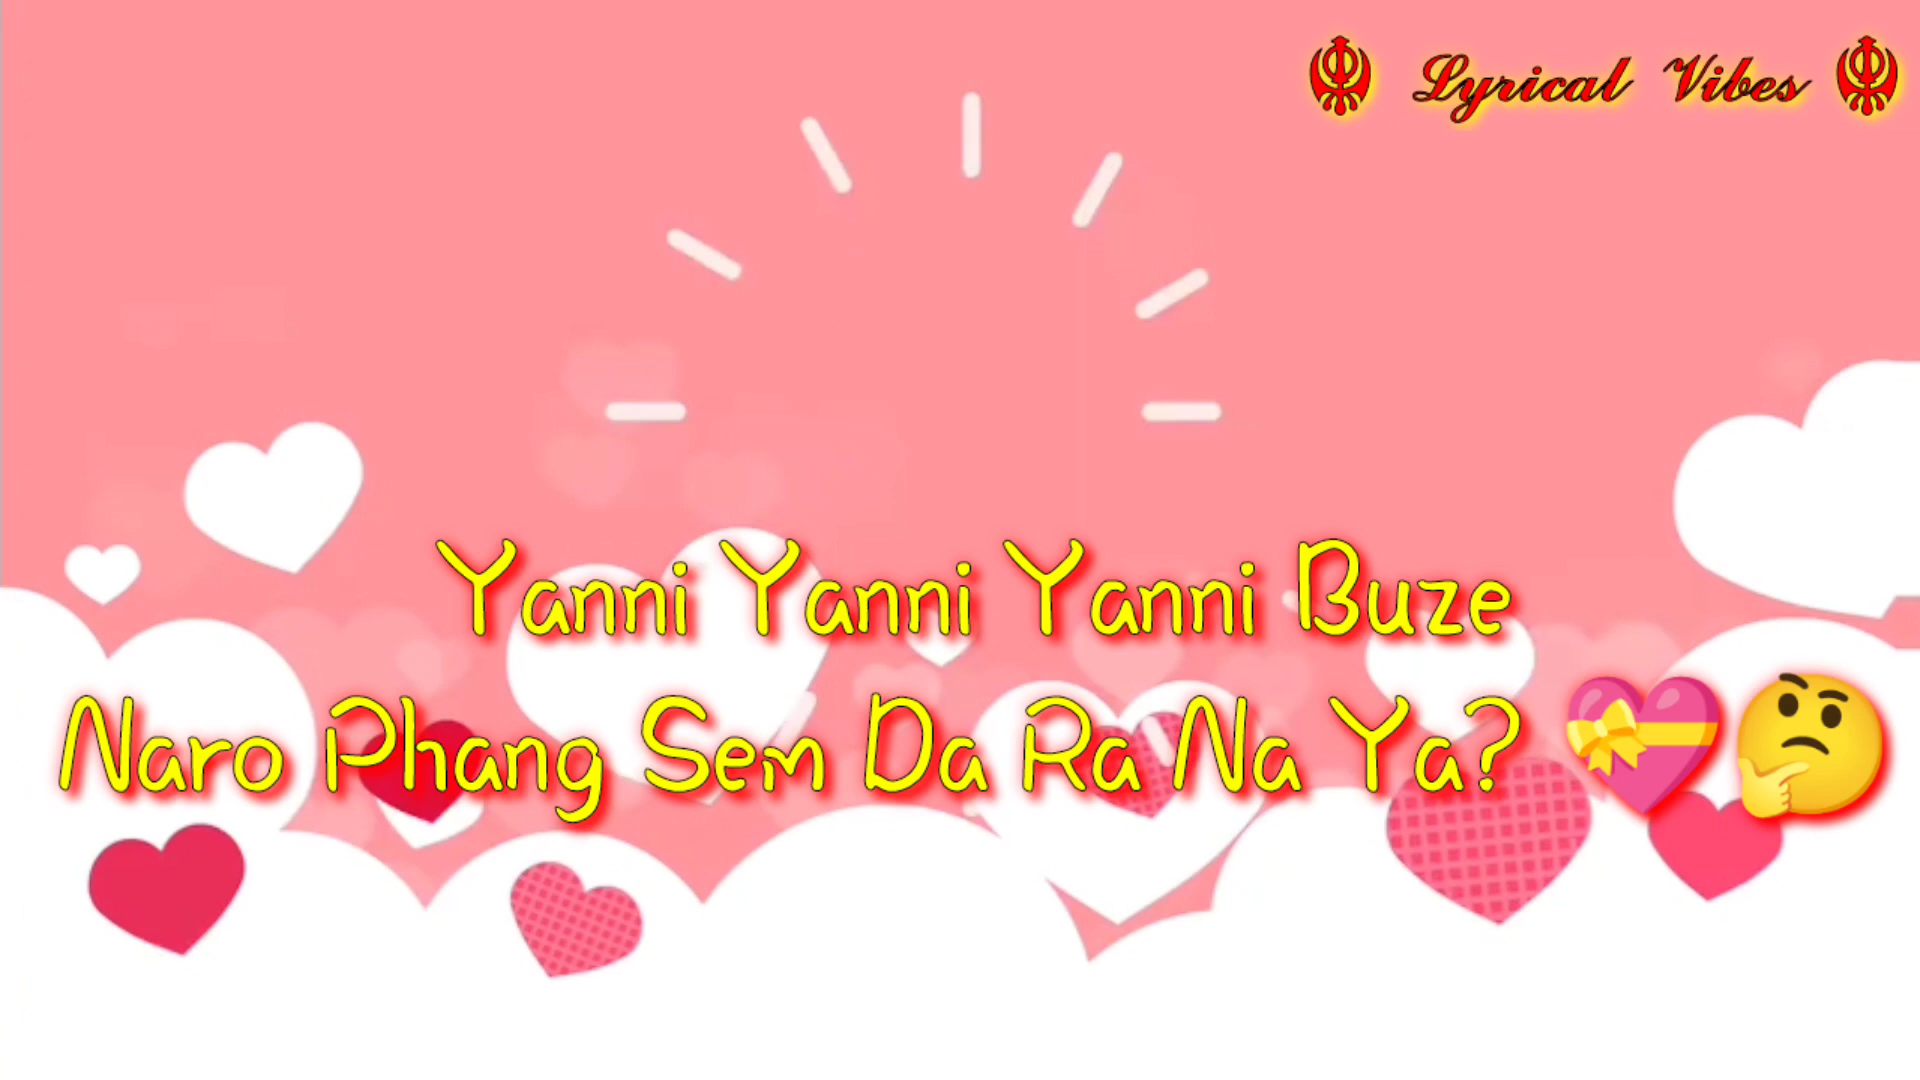 Lyrical Vibes
Yanni Yanni Yanni Buze
Naro Phang Sem Da Ra Na Ya? 💝🤔